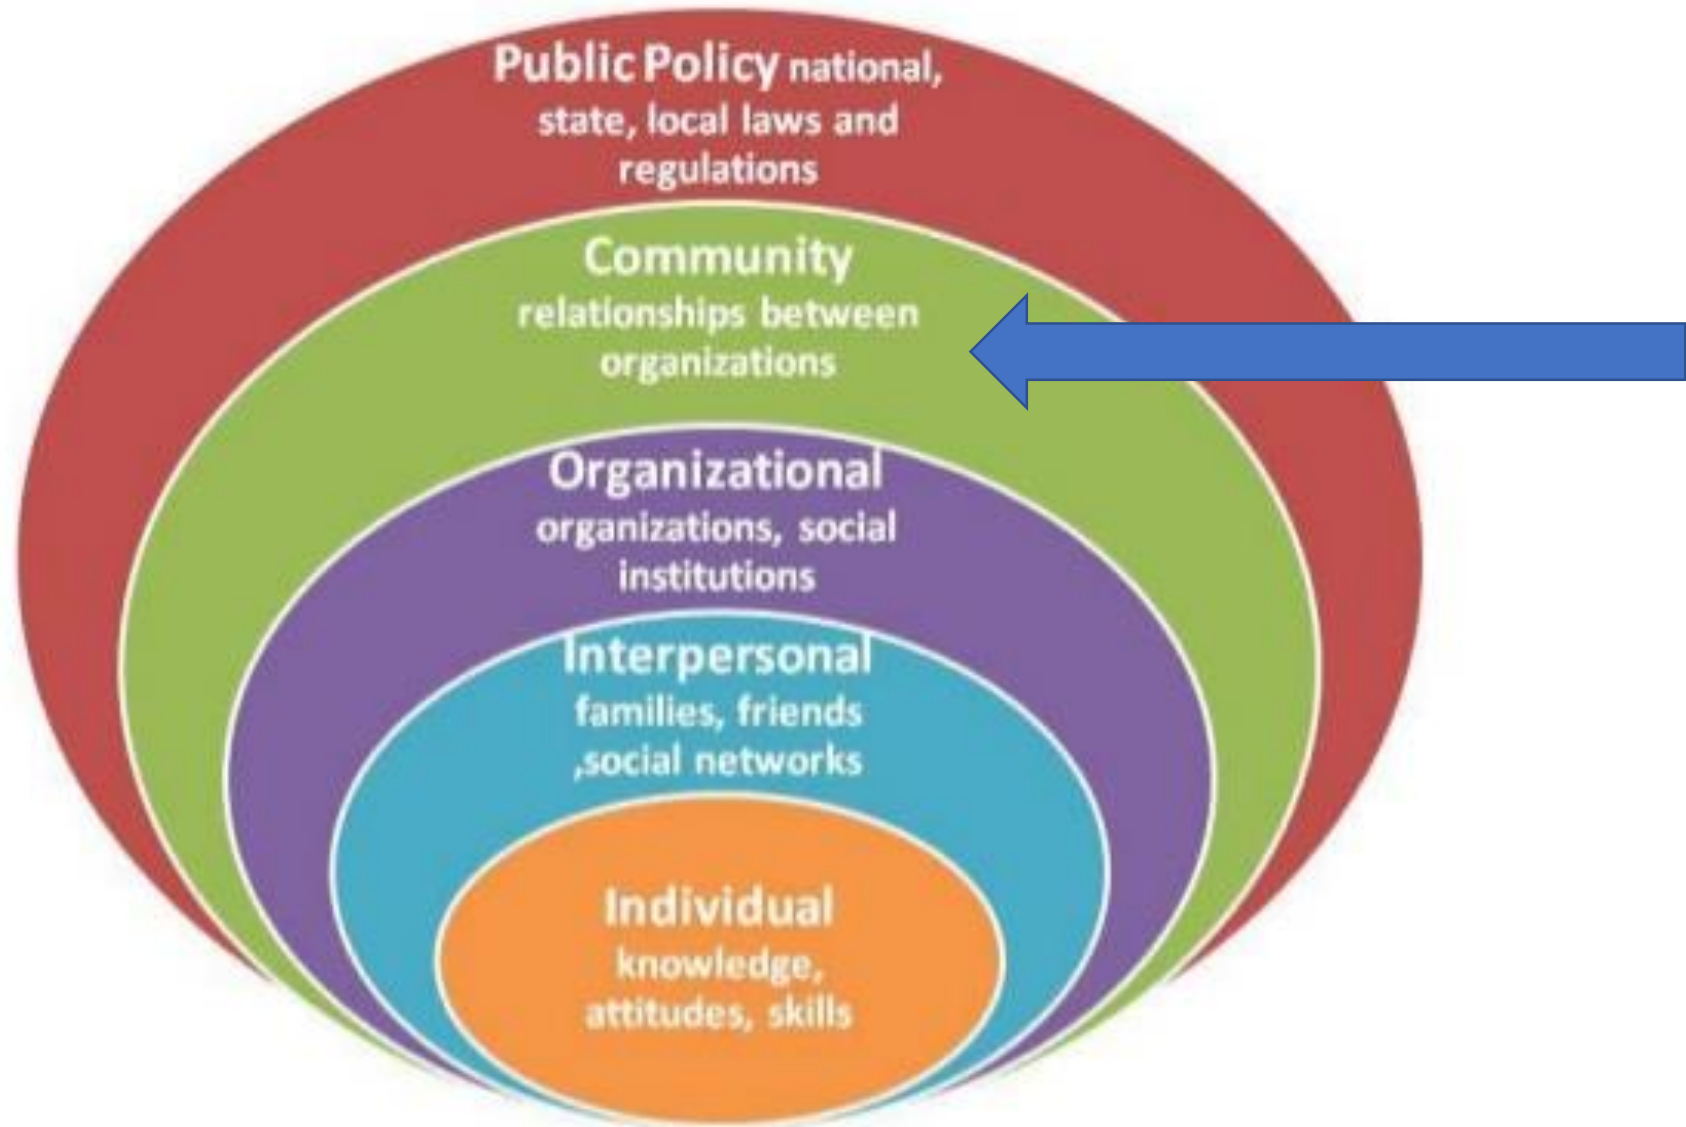 Public Policy national,
state, local laws and
regulations
Community
relationships between
organizations
Organizational
organizations, social
institutions
Interpersonal
families, friends
,social networks
Individual
knowledge,
attitudes, skills